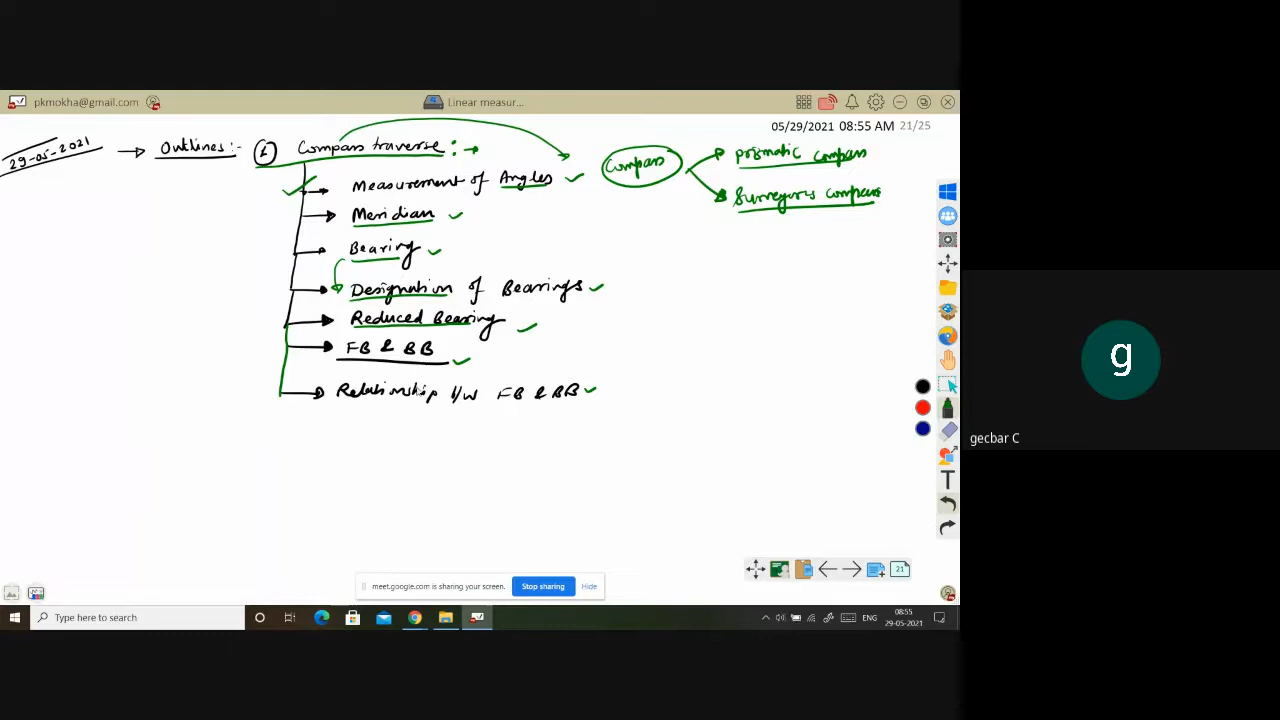 pkmokha@gmail.com
Linear measur...
05/29/2021 08:55 AM 21/25
29-05-2021 → Outlines:- ② Compass traverse :→
Compass
Prismatic compass
Surveyor's compass
Measurement of Angles
Meridian
Bearing
Designation of Bearings
Reduced Bearing
FB & BB
Relationship b/w FB & BB
g
gecbar C
T
21
meet.google.com is sharing your screen. Stop sharing Hide
Type here to search
ENG
08:55
29-05-2021